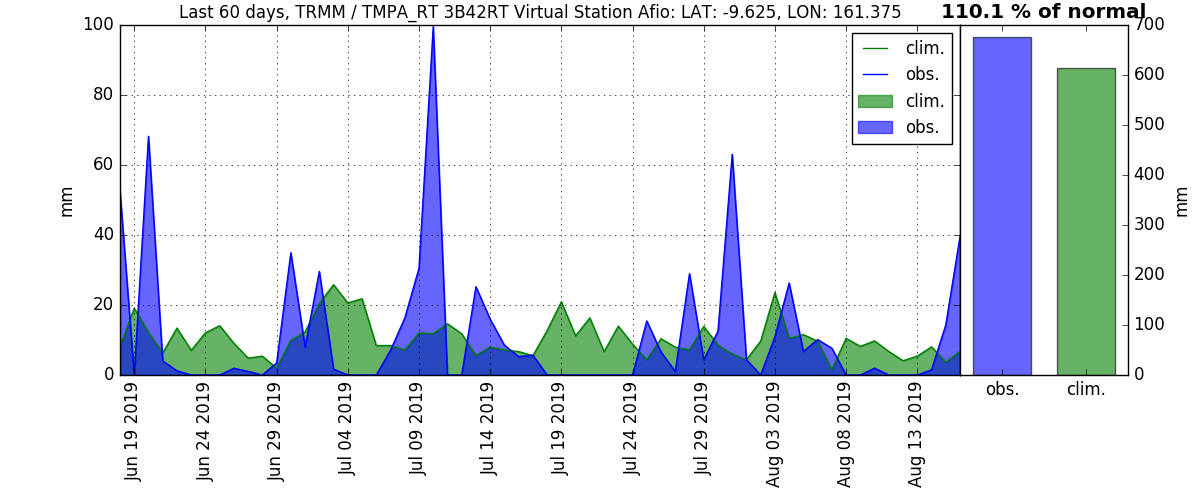 Last 60 days, TRMM / TMPA_RT 3B42RT Virtual Station Afio: LAT: -9.625, LON: 161.375
110.1 % of normal
mm
100
80
60
40
20
0
clim.
obs.
clim.
obs.
700
600
500
400
300
200
100
0
mm
obs.
clim.
Jun 19 2019
Jun 24 2019
Jun 29 2019
Jul 04 2019
Jul 09 2019
Jul 14 2019
Jul 19 2019
Jul 24 2019
Jul 29 2019
Aug 03 2019
Aug 08 2019
Aug 13 2019